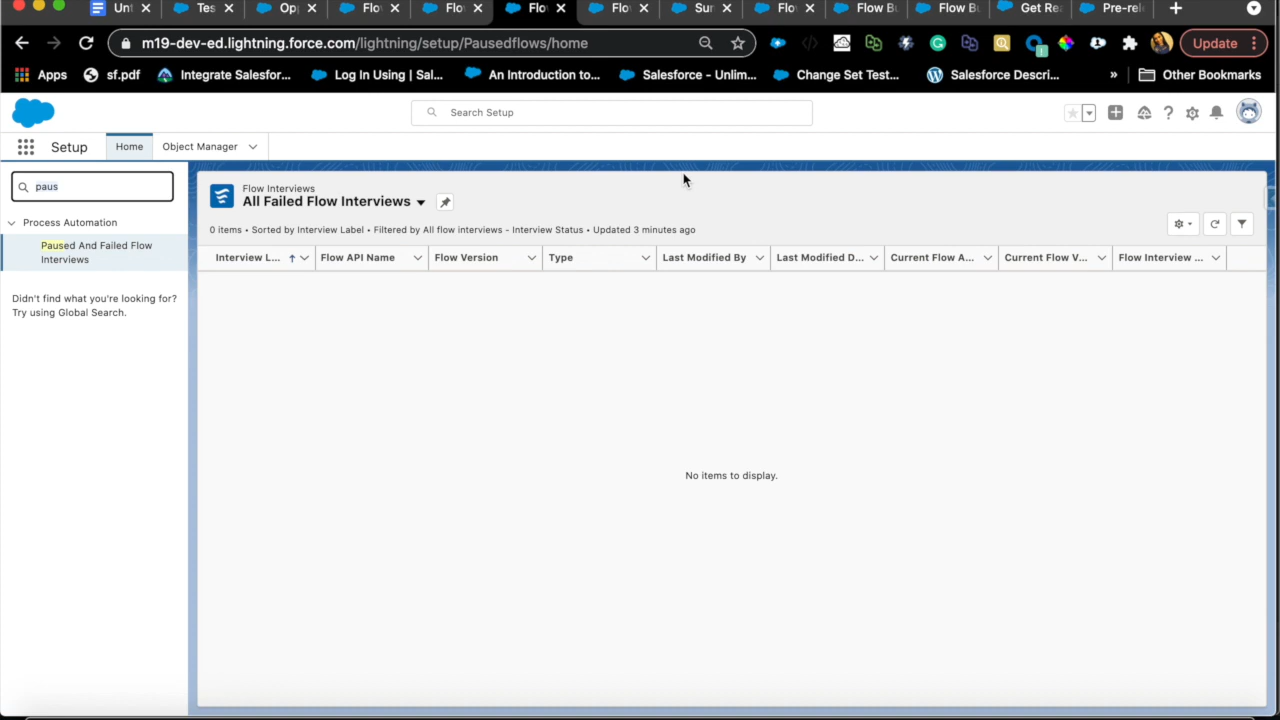 Unt
Tes
Op
Flo
Flo
Flo
Flo
Sur
Flo
Flow B
Flow B
Get Re
Pre-rel
m19-dev-ed.lightning.force.com/lightning/setup/Pausedflows/home
Update
Apps
sf.pdf
Integrate Salesfor...
Log In Using | Sal...
An Introduction to...
Salesforce - Unlim...
Change Set Test...
Salesforce Descri...
»
Other Bookmarks
Search Setup
Setup
Home
Object Manager
paus
Process Automation
Paused And Failed Flow
Interviews
Didn't find what you're looking for?
Try using Global Search.
Flow Interviews
All Failed Flow Interviews
0 items • Sorted by Interview Label • Filtered by All flow interviews - Interview Status • Updated 3 minutes ago
Interview L... Flow API Name Flow Version Type Last Modified By Last Modified D... Current Flow A... Current Flow V... Flow Interview ...
No items to display.